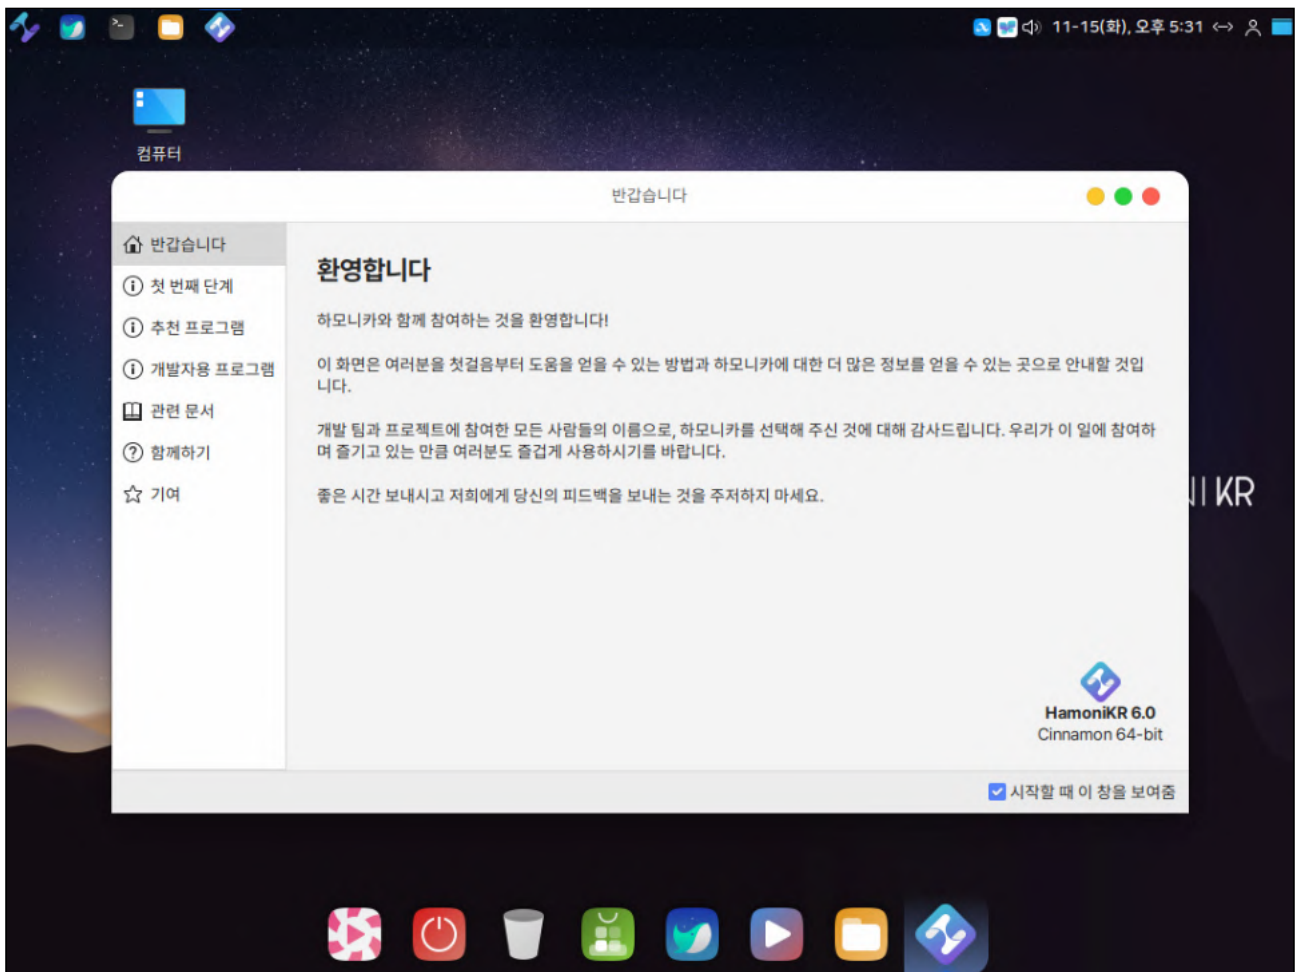 11-15(화), 오후 5:31
컴퓨터
반갑습니다
반갑습니다
첫 번째 단계
추천 프로그램
개발자용 프로그램
관련 문서
함께하기
기여
환영합니다
하모니카와 함께 참여하는 것을 환영합니다!
이 화면은 여러분을 첫걸음부터 도움을 얻을 수 있는 방법과 하모니카에 대한 더 많은 정보를 얻을 수 있는 곳으로 안내할 것입
니다.
개발 팀과 프로젝트에 참여한 모든 사람들의 이름으로, 하모니카를 선택해 주신 것에 대해 감사드립니다. 우리가 이 일에 참여하
며 즐기고 있는 만큼 여러분도 즐겁게 사용하시기를 바랍니다.
좋은 시간 보내시고 저희에게 당신의 피드백을 보내는 것을 주저하지 마세요.
KR
HamoniKR 6.0
Cinnamon 64-bit
시작할 때 이 창을 보여줌